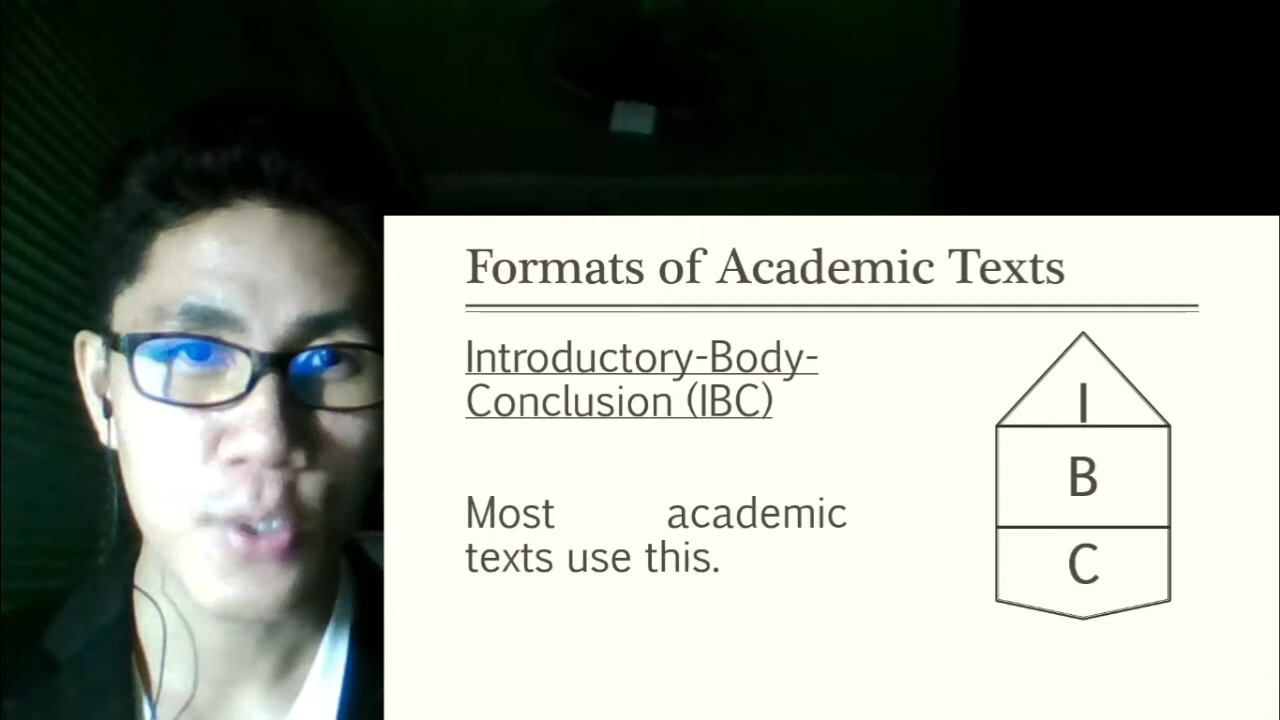 Formats of Academic Texts
Introductory-Body-
Conclusion (IBC)
Most academic
texts use this.
I
B
C